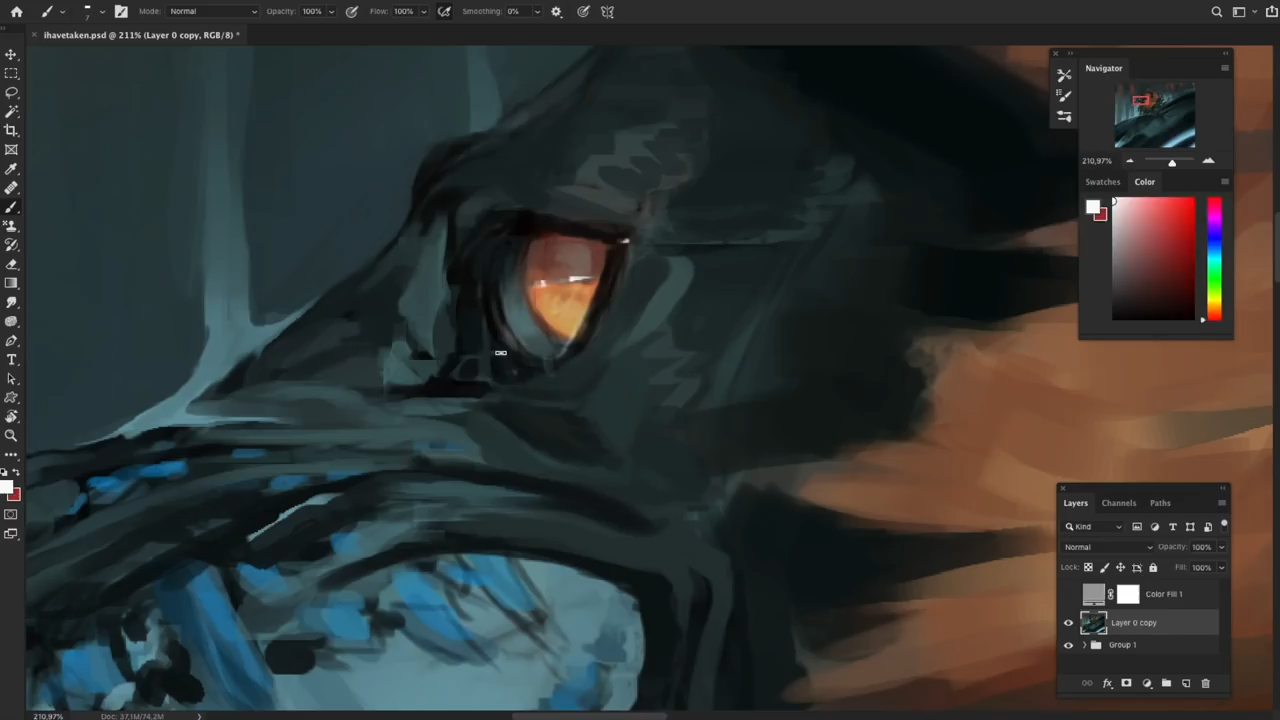 7 Mode: Normal Opacity: 100% Flow: 100% Smoothing: 0%
× ihavetaken.psd @ 211% (Layer 0 copy, RGB/8) *
Navigator
210,97%
Swatches Color
Layers Channels Paths
Kind
Normal Opacity: 100%
Lock: Fill: 100%
Color Fill 1
Layer 0 copy
Group 1
210,97% Doc: 37,1M/74,2M